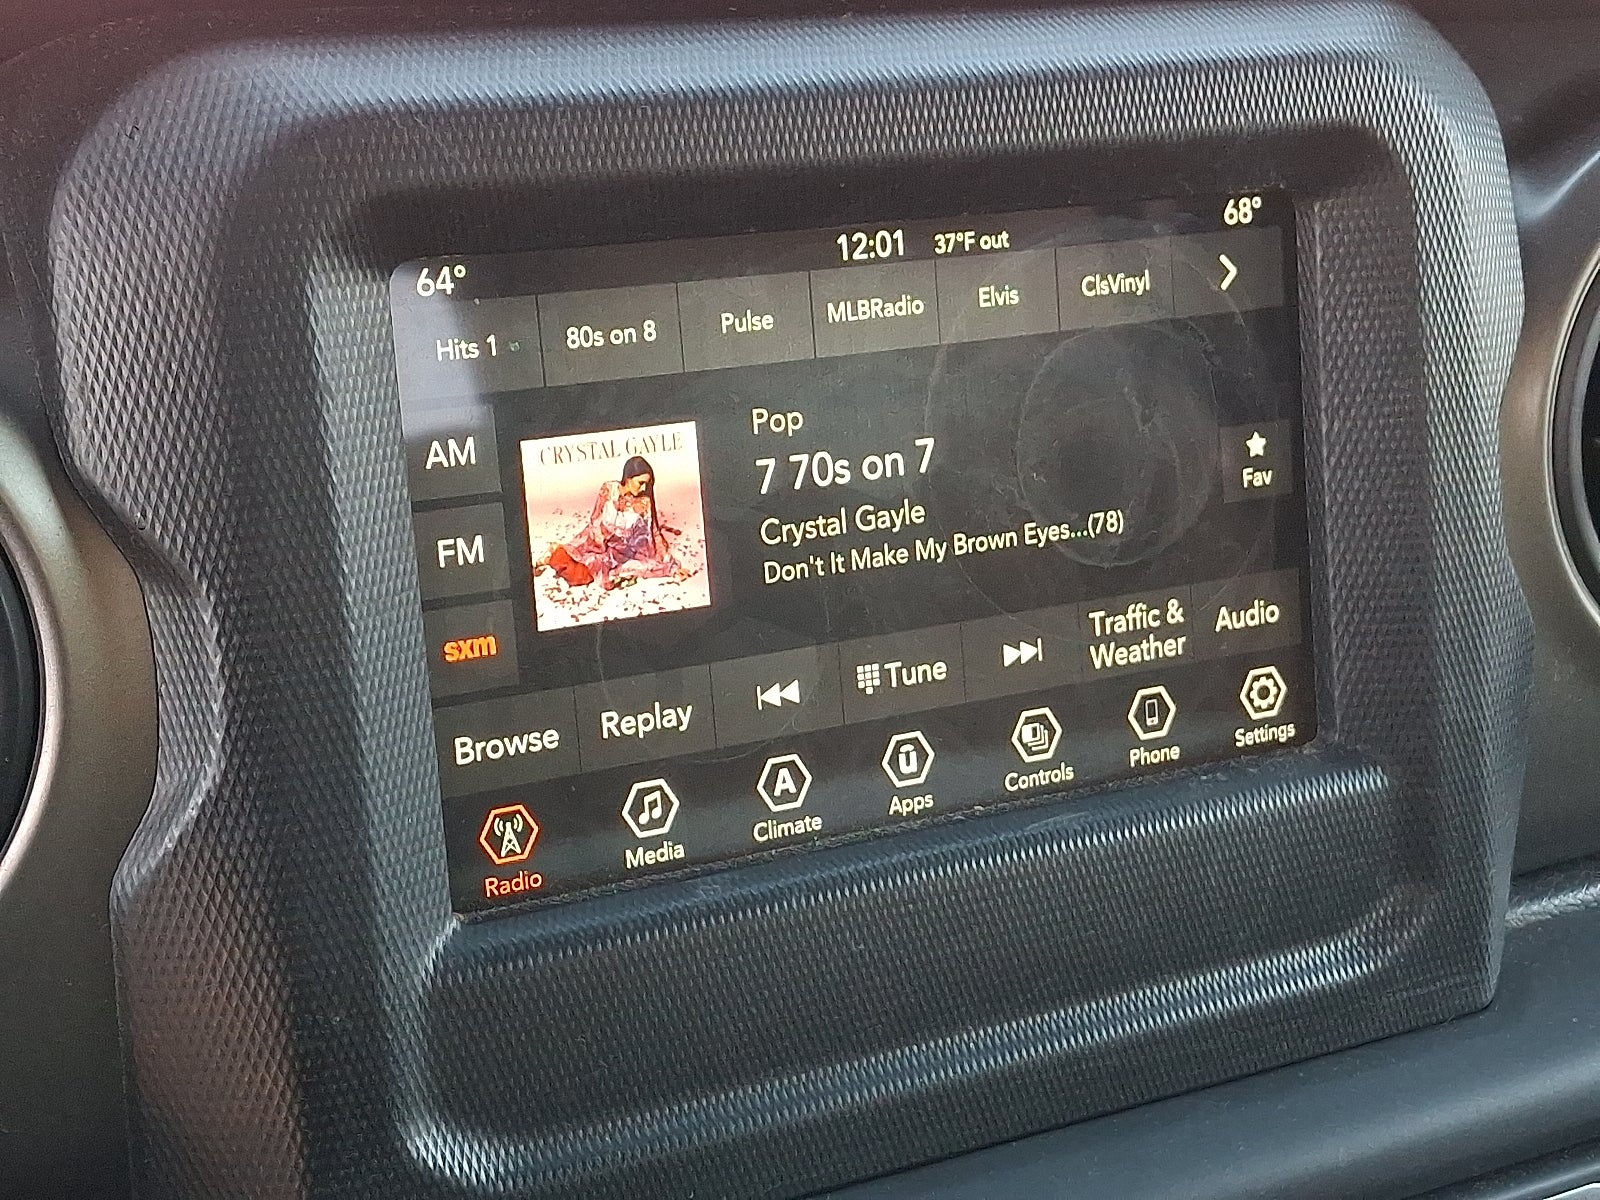 64° 12:01 37°F out 68°
Hits 1 80s on 8 Pulse MLBRadio Elvis ClsVinyl
AM
FM
sxm
CRYSTAL GAYLE
Pop
7 70s on 7
Crystal Gayle
Don't It Make My Brown Eyes...(78)
Fav
Browse Replay Tune Traffic &
Weather Audio
Radio Media A Climate ū Apps Controls Phone Settings